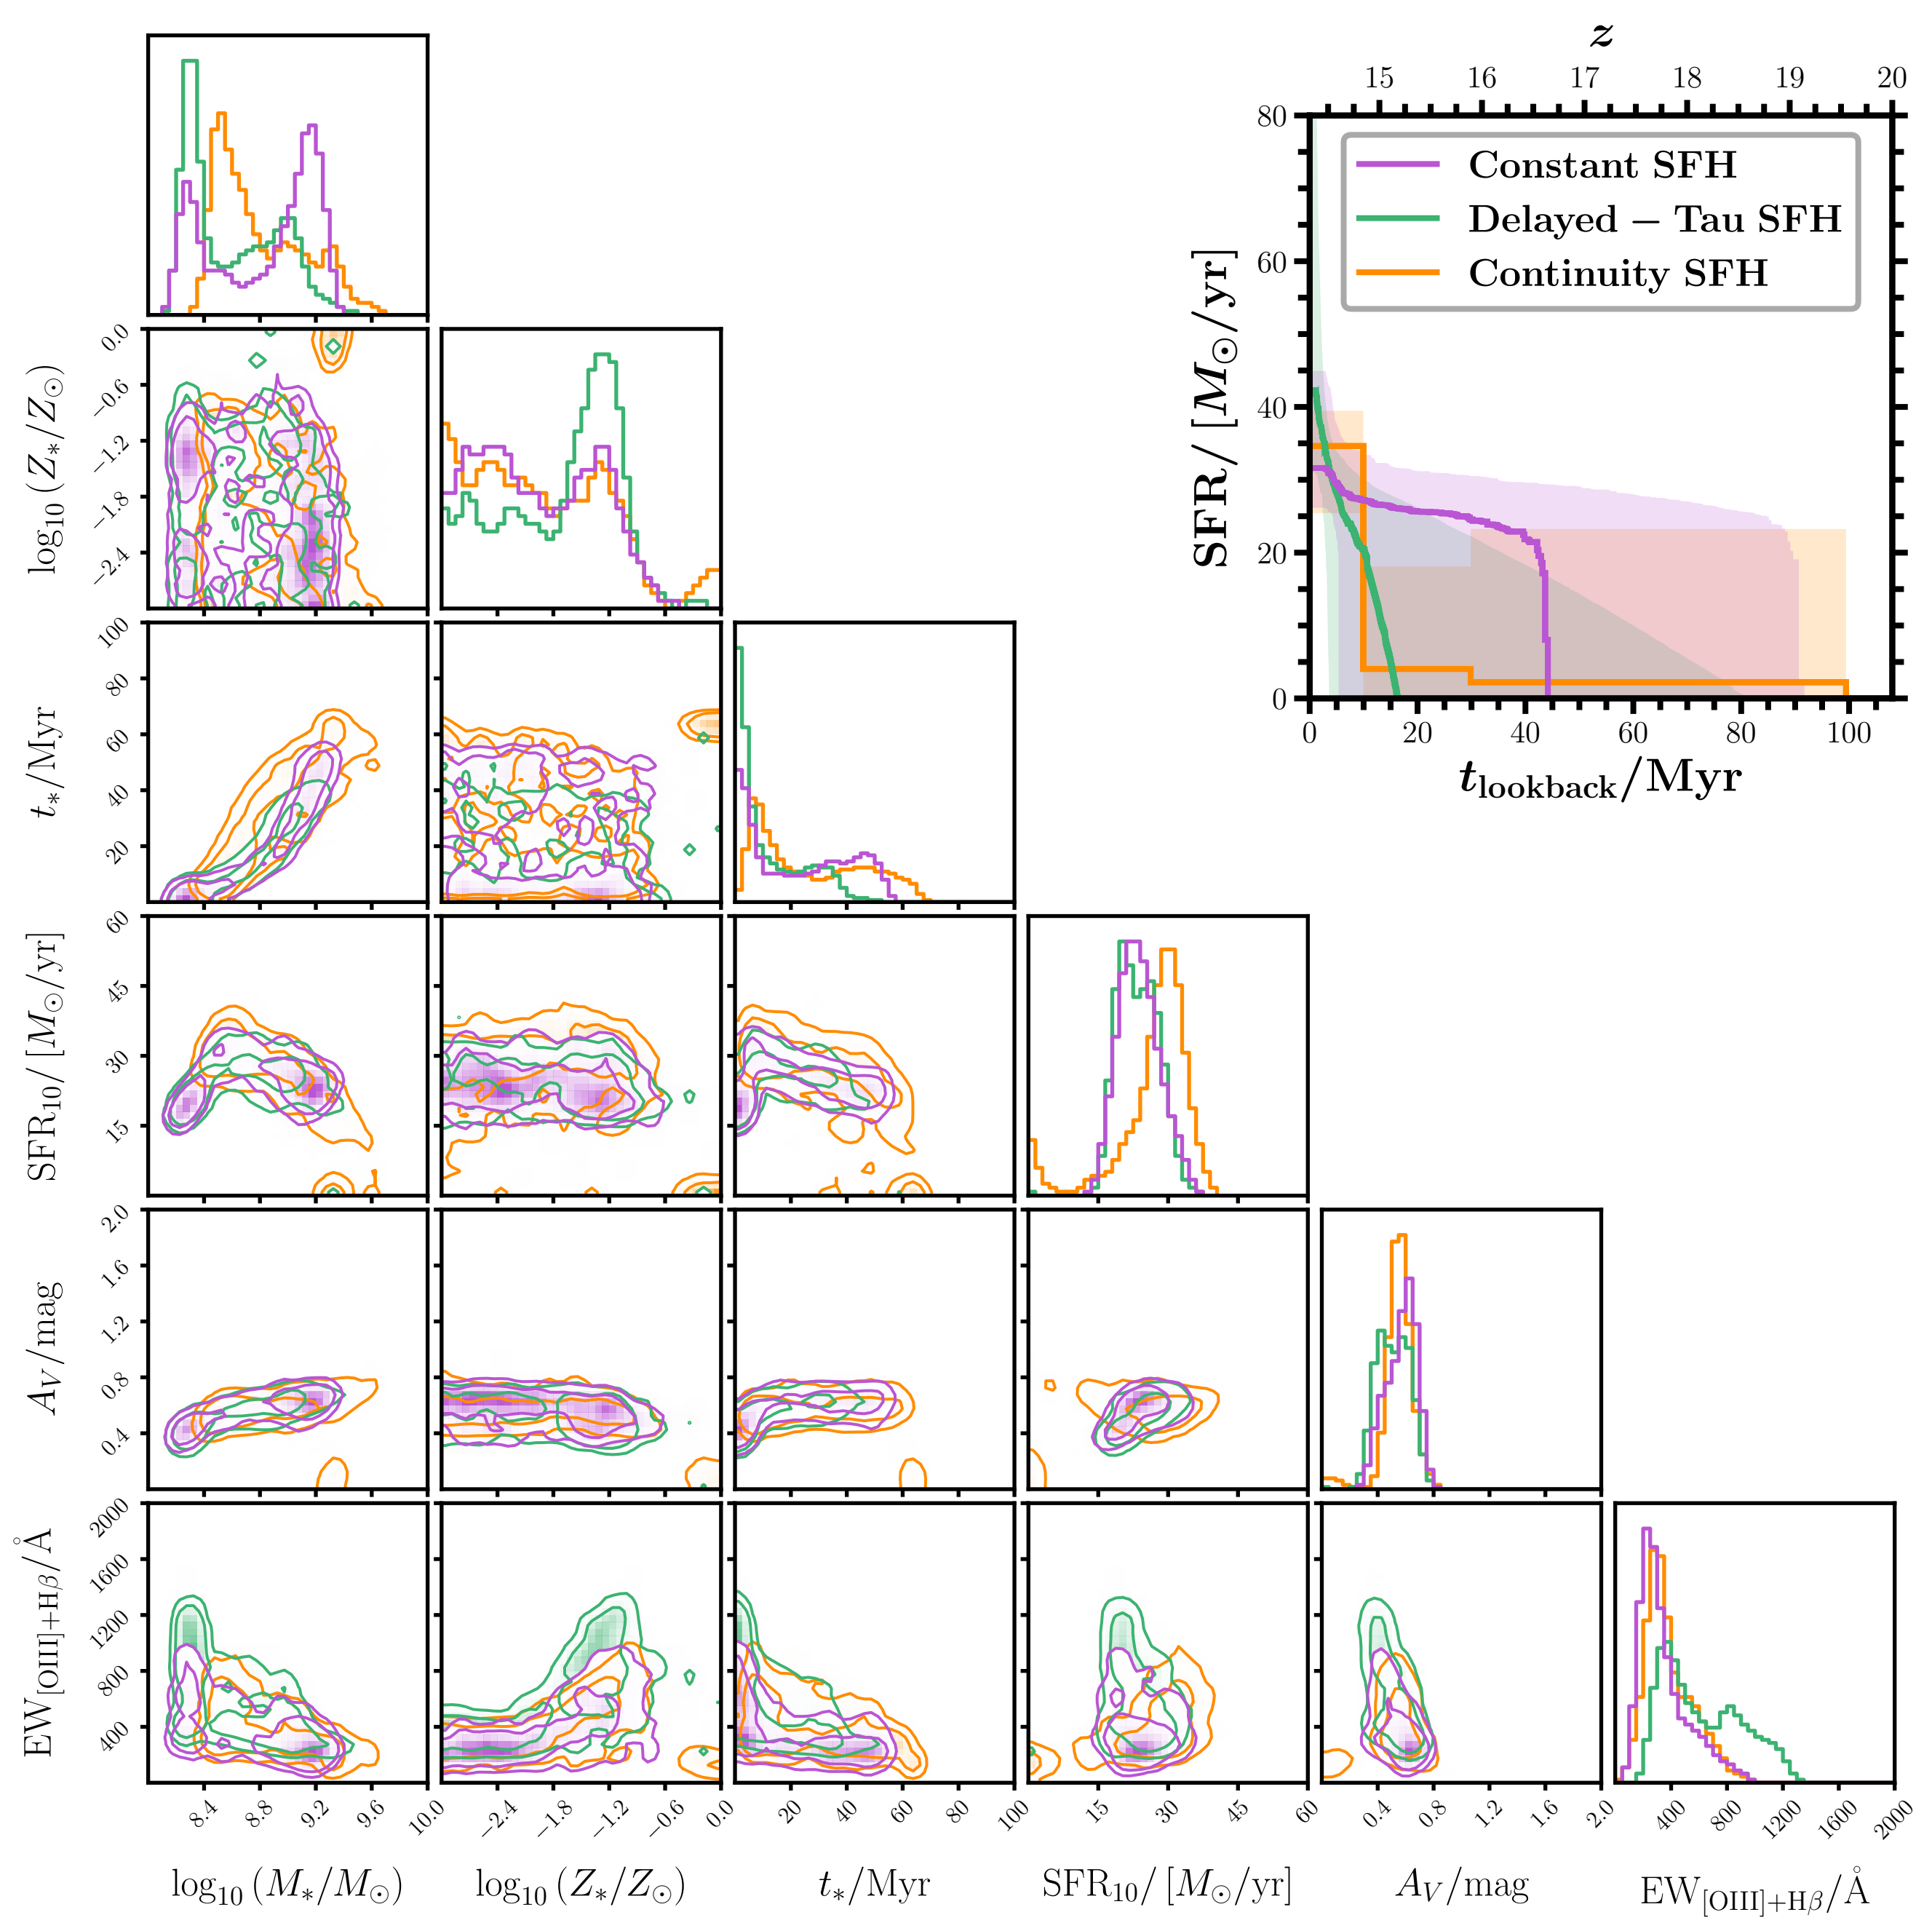 z
15 16 17 18 19 20
80
60
40
20
0
SFR/ [M⊙/yr]
Constant SFH
Delayed − Tau SFH
Continuity SFH
0 20 40 60 80 100
t_lookback/Myr
log₁₀ (Z∗/Z⊙)
0.0
−0.6
−1.2
−1.8
−2.4
t∗/Myr
100
80
60
40
20
SFR₁₀/ [M⊙/yr]
60
45
30
15
A_V/mag
2.0
1.6
1.2
0.8
0.4
EW_[OIII]+Hβ/Å
2000
1600
1200
8000
400
8.4 8.8 9.2 9.6 10.0 −2.4 −1.8 −1.2 −0.6 0.0 20 40 60 80 100 15 30 45 60 0.4 0.8 1.2 1.6 2.0 400 800 1200 1600 2000
log₁₀ (M∗/M⊙) log₁₀ (Z∗/Z⊙) t∗/Myr SFR₁₀/ [M⊙/yr] A_V/mag EW_[OIII]+Hβ/Å